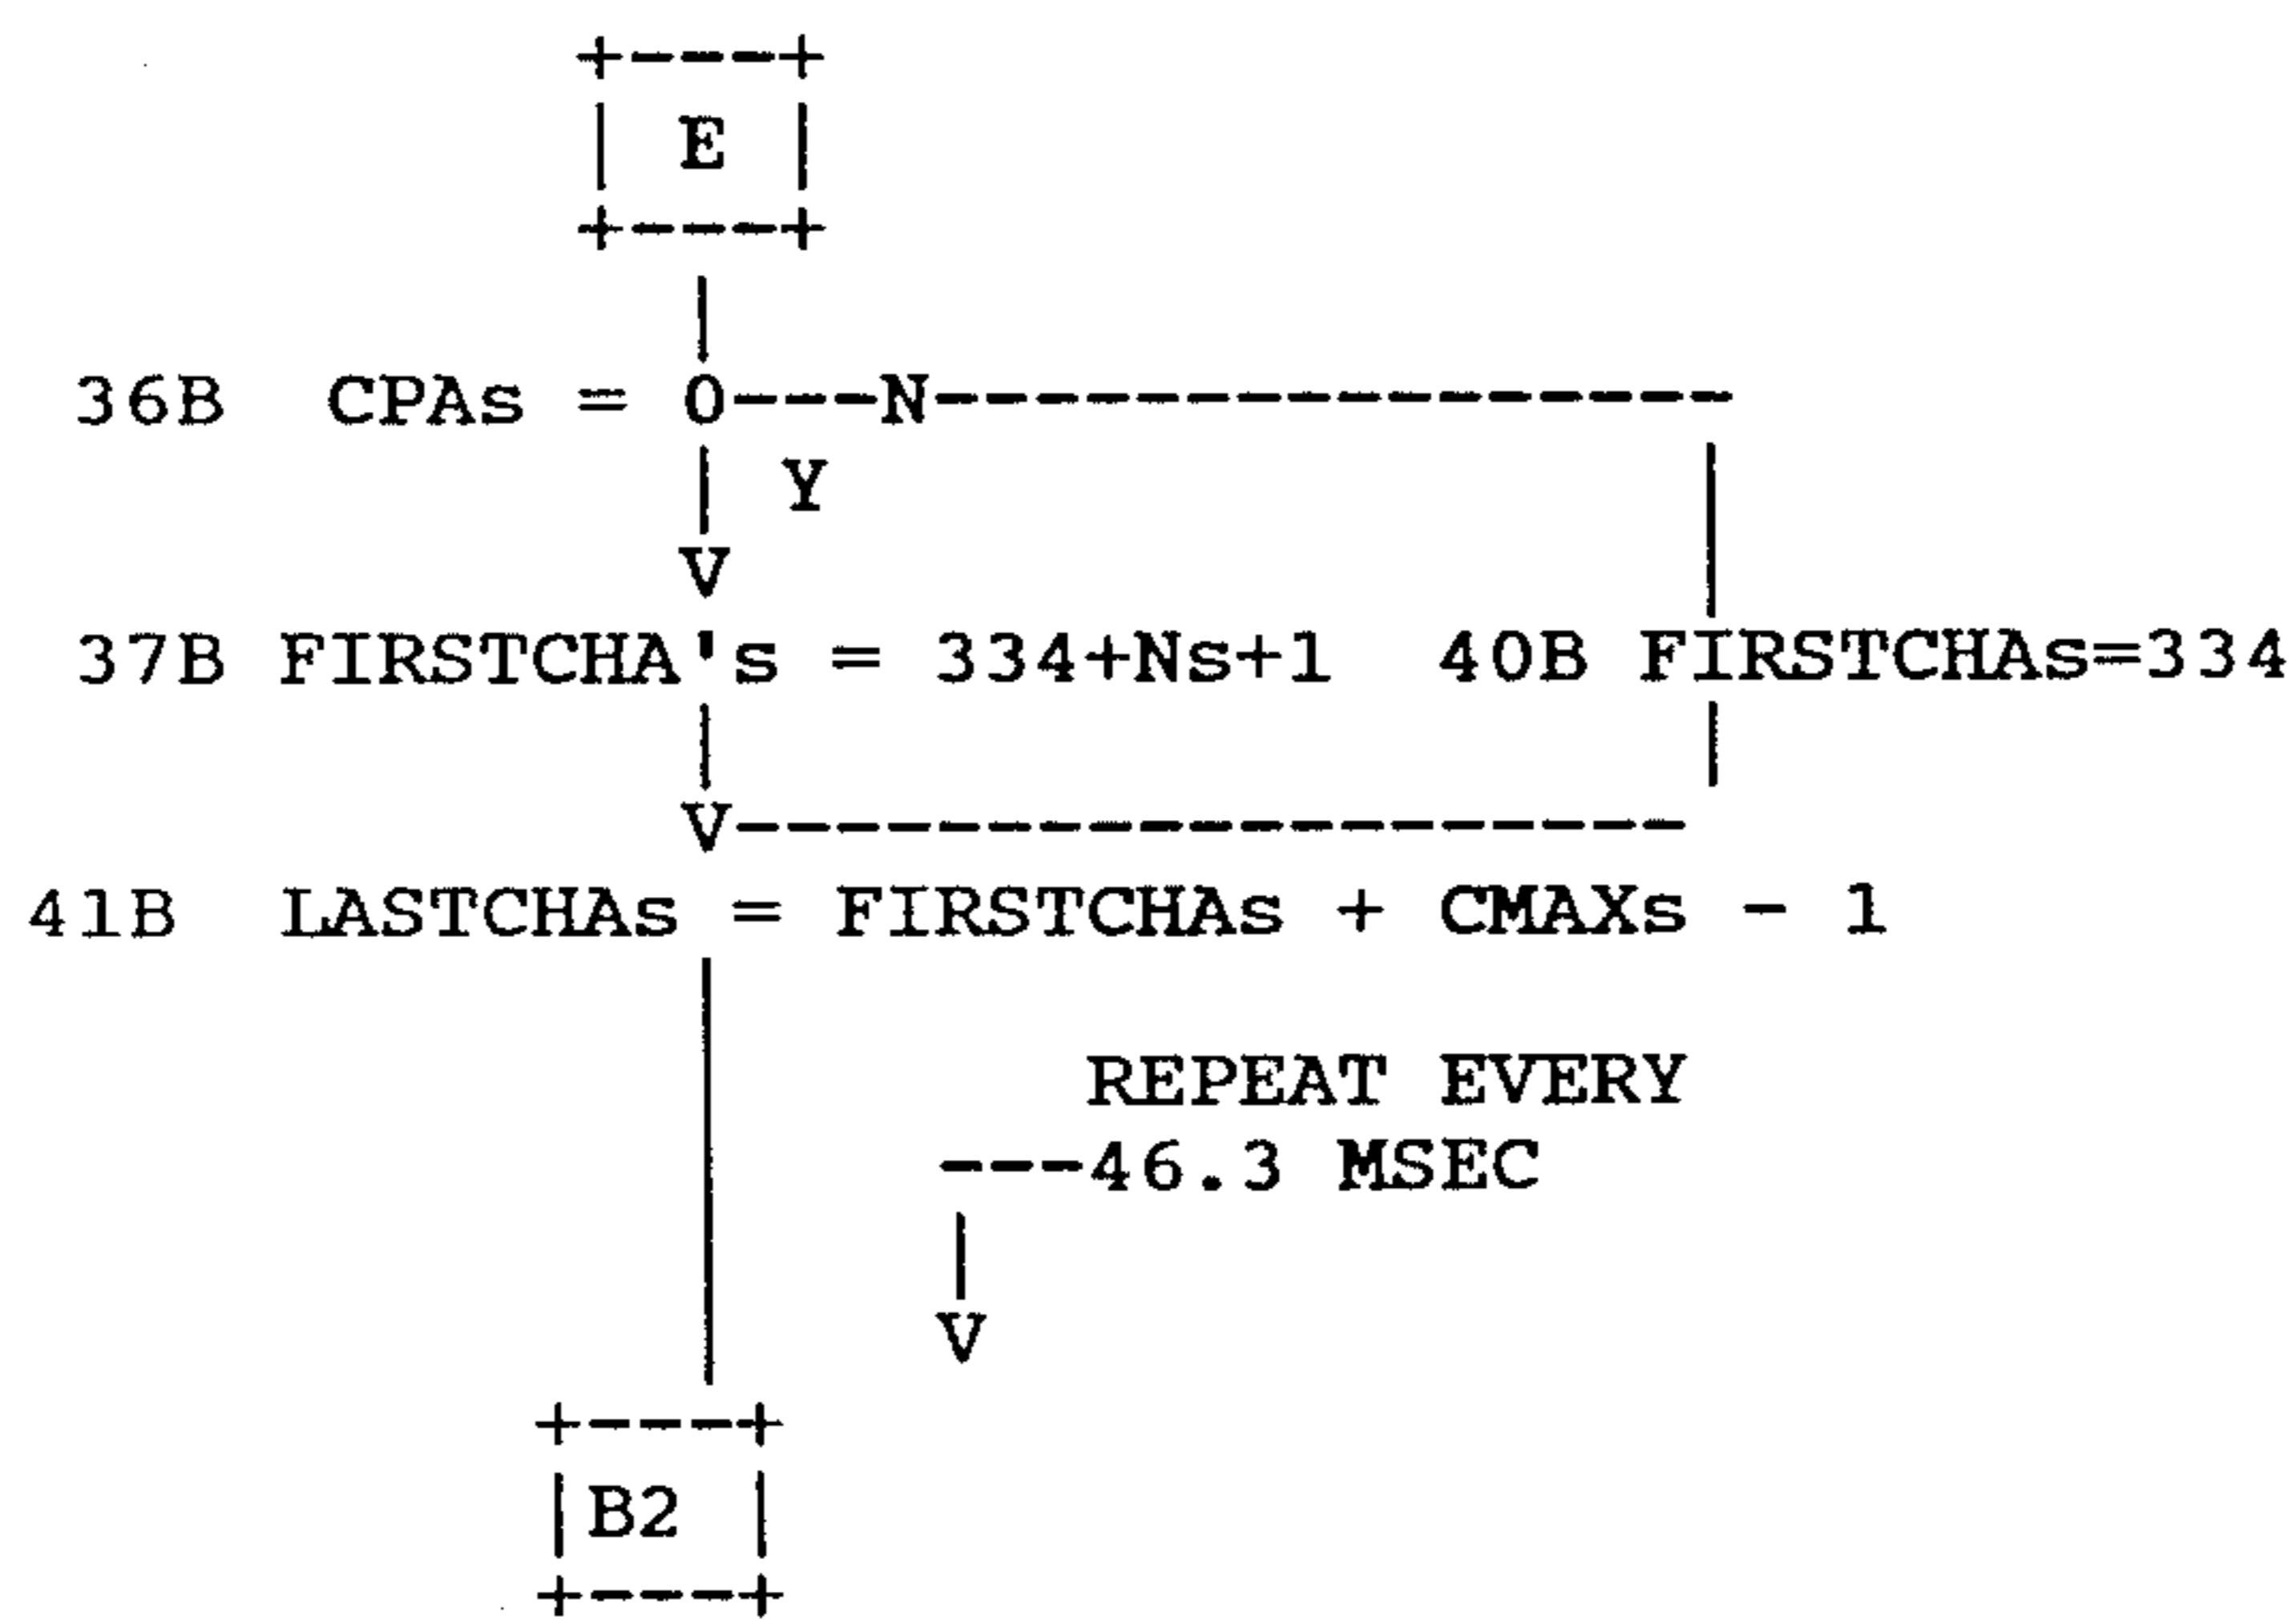 +---+
| E |
+---+
|
36B CPAs = 0---N----------------
| Y |
V |
37B FIRSTCHA's = 334+Ns+1 40B FIRSTCHAs=334
| |
V-------------------
41B LASTCHAs = FIRSTCHAs + CMAXs - 1
REPEAT EVERY
---46.3 MSEC
|
V
+---+
|B2 |
+---+